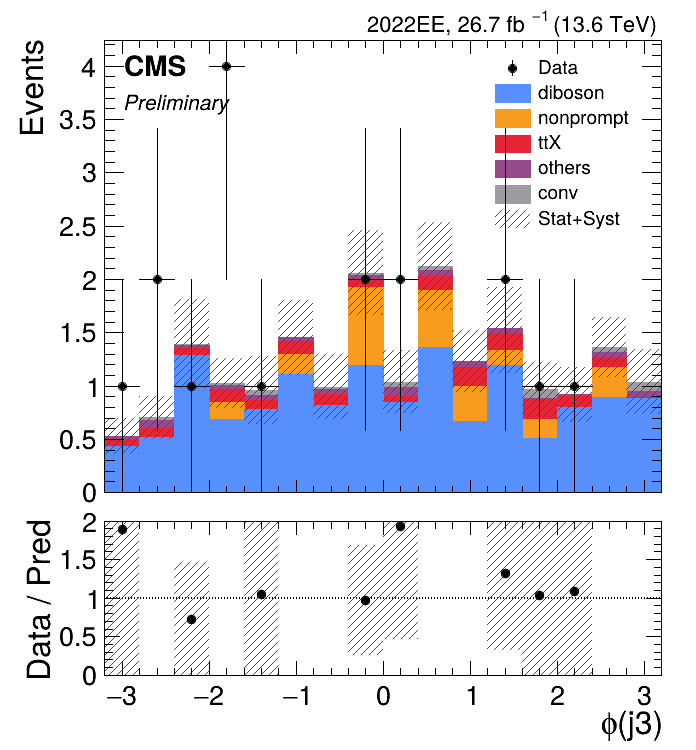 2022EE, 26.7 fb⁻¹ (13.6 TeV)
CMS
Preliminary
Events
4
3.5
3
2.5
2
1.5
1
0.5
0
Data
diboson
nonprompt
ttX
others
conv
Stat+Syst
Data / Pred
2
1.5
1
0.5
0
−3 −2 −1 0 1 2 3
ϕ(j3)